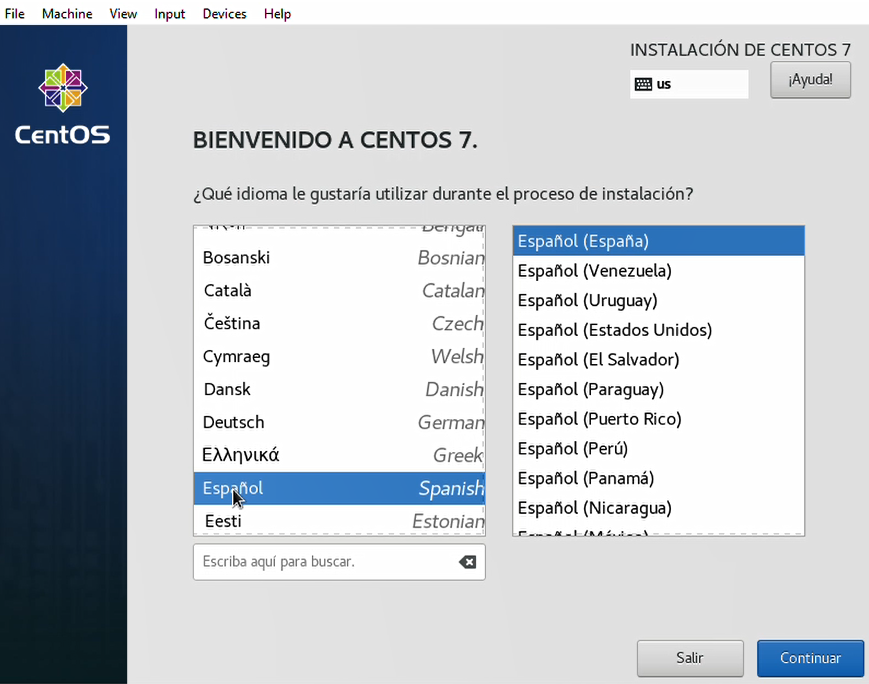 File Machine View Input Devices Help
CentOS
INSTALACIÓN DE CENTOS 7
us
¡Ayuda!
BIENVENIDO A CENTOS 7.
¿Qué idioma le gustaría utilizar durante el proceso de instalación?
Bengali
Bosanski Bosnian
Català Catalan
Čeština Czech
Cymraeg Welsh
Dansk Danish
Deutsch German
Ελληνικά Greek
Español Spanish
Eesti Estonian
Escriba aquí para buscar.
Español (España)
Español (Venezuela)
Español (Uruguay)
Español (Estados Unidos)
Español (El Salvador)
Español (Paraguay)
Español (Puerto Rico)
Español (Perú)
Español (Panamá)
Español (Nicaragua)
Español (México)
Salir
Continuar